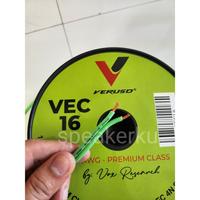 VERUSO
VEC
16
speakerku
AWG - PREMIUM CLASS
by Vox Research